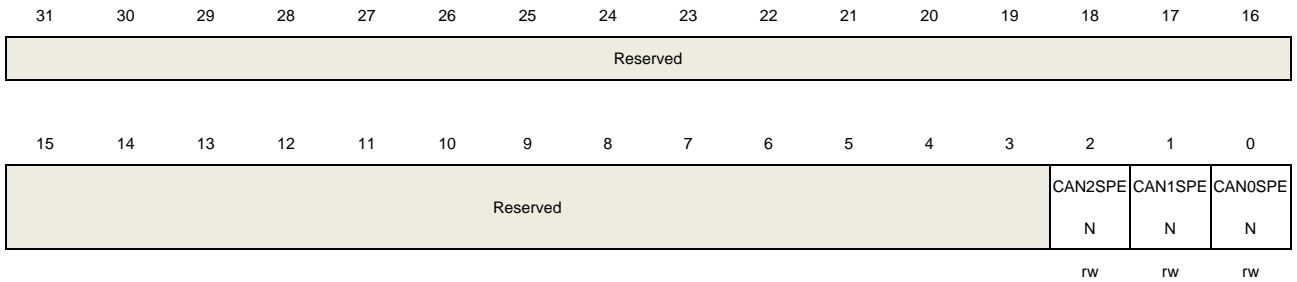 31 30 29 28 27 26 25 24 23 22 21 20 19 18 17 16
Reserved
15 14 13 12 11 10 9 8 7 6 5 4 3 2 1 0
Reserved
CAN2SPE CAN1SPE CAN0SPE
N N N
rw rw rw